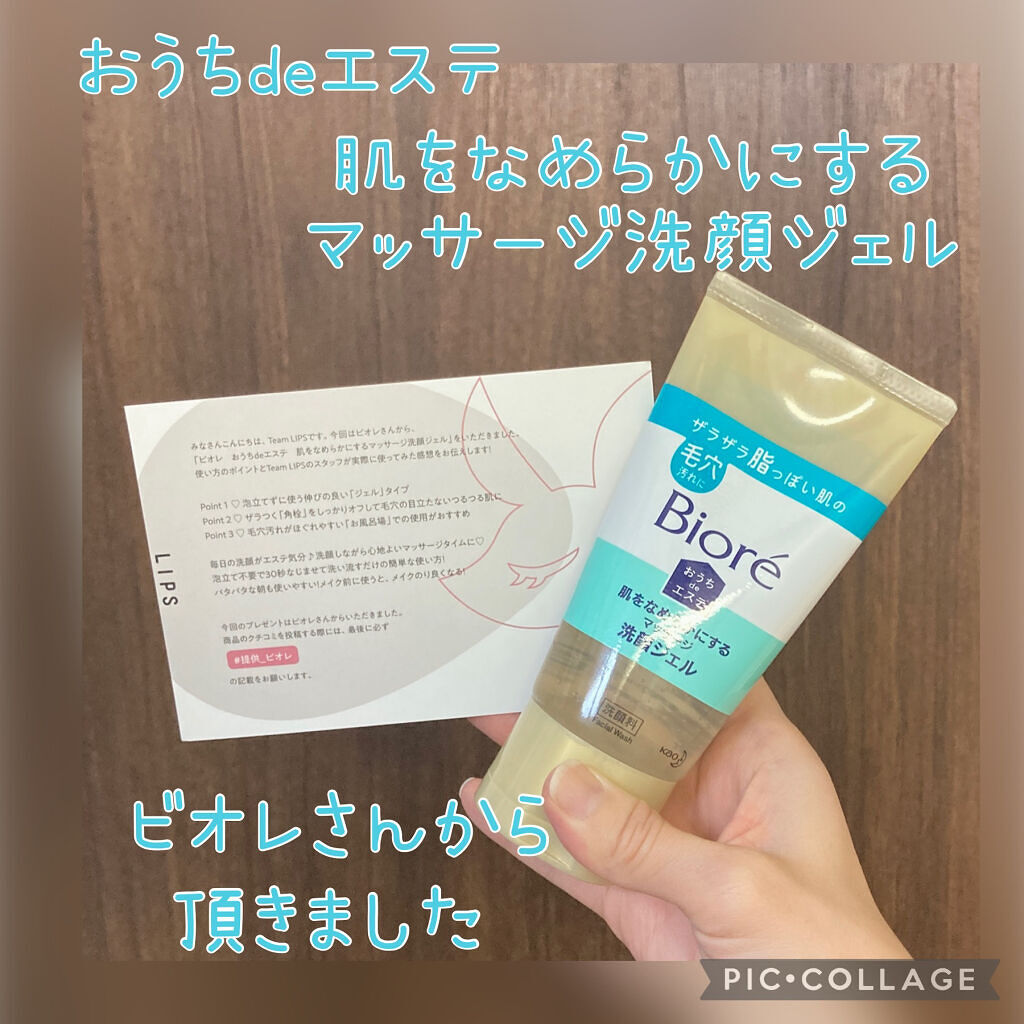 おうちdeエステ
肌をなめらかにする
マッサージ洗顔ジェル
みなさんこんにちは、Team LIPSです。今回はビオレさんから、
「ビオレ おうちdeエステ 肌をなめらかにするマッサージ洗顔ジェル」をいただきました。
使い方のポイントとTeam LIPSのスタッフが実際に使ってみた感想をお伝えします!
Point 1 ♡ 泡立てずに使う伸びの良い「ジェル」タイプ
Point 2 ♡ ザラつく「角栓」をしっかりオフして毛穴の目立たないつるつる肌に
Point 3 ♡ 毛穴汚れがほぐれやすい「お風呂場」での使用がおすすめ
毎日の洗顔がエステ気分♪洗顔しながら心地よいマッサージタイムに♡
泡立て不要で30秒なじませて洗い流すだけの簡単な使い方!
バタバタな朝も使いやすい!メイク前に使うと、メイクのり良くなる!
今回のプレゼントはビオレさんからいただきました。
商品のクチコミを投稿する際には、最後に必ず
#提供_ビオレ
の記載をお願いします。
LIPS
ザラザラ脂っぽい肌の
毛穴
汚れに
Bioré
おうち
de
エステ
肌をなめらかにする
マッサージ
洗顔ジェル
洗顔料
Facial Wash
Kao
ビオレさんから
頂きました
PIC•COLLAGE